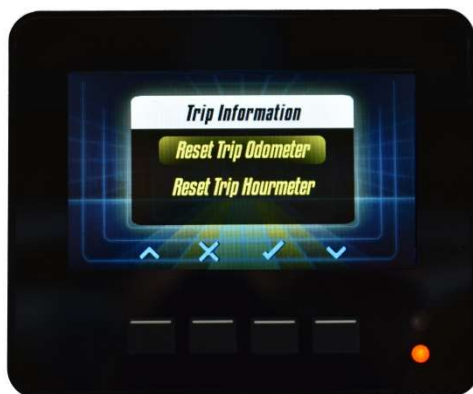 Trip Information
Reset Trip Odometer
Reset Trip Hourmeter